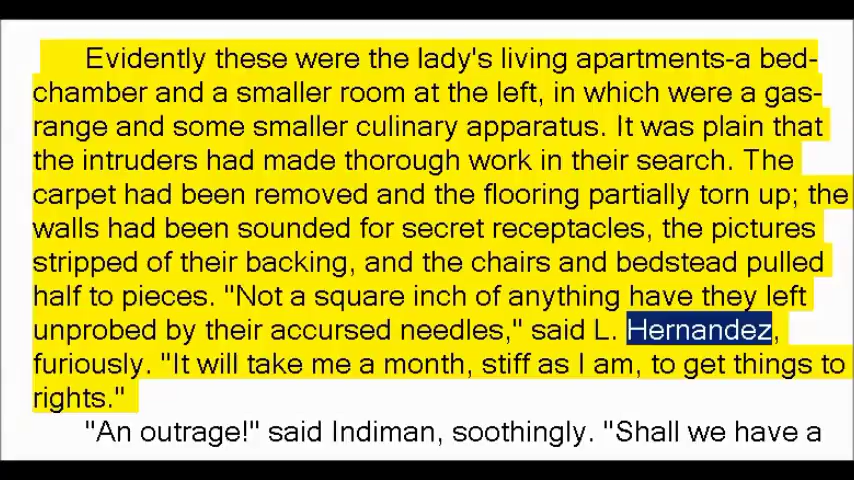 Evidently these were the lady's living apartments-a bed-
chamber and a smaller room at the left, in which were a gas-
range and some smaller culinary apparatus. It was plain that
the intruders had made thorough work in their search. The
carpet had been removed and the flooring partially torn up; the
walls had been sounded for secret receptacles, the pictures
stripped of their backing, and the chairs and bedstead pulled
half to pieces. "Not a square inch of anything have they left
unprobed by their accursed needles," said L. Hernandez,
furiously. "It will take me a month, stiff as I am, to get things to
rights."
"An outrage!" said Indiman, soothingly. "Shall we have a